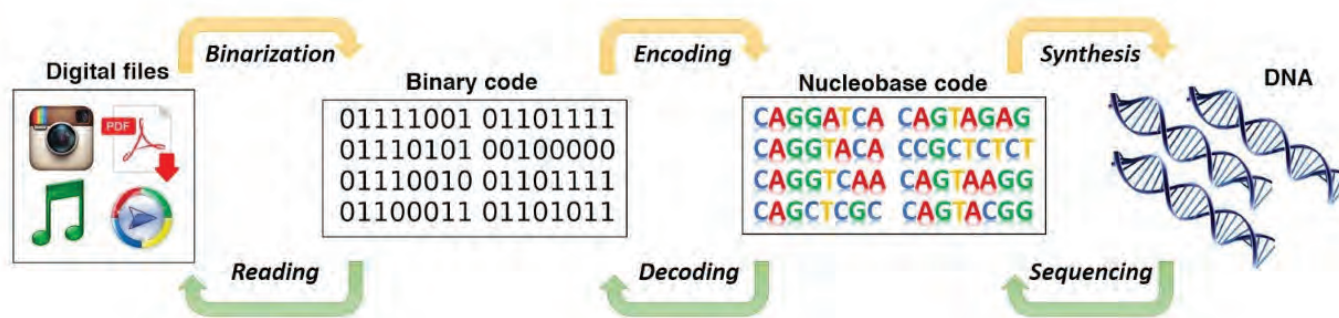 Binarization
Encoding
Synthesis
Digital files
PDF
Binary code
01111001 01101111
01110101 00100000
01110010 01101111
01100011 01101011
Nucleobase code
CAGGATCA CAGTAGAG
CAGGTACA CCGCTCTCT
CAGGTCAA CAGTAAGG
CAGCTCGC CAGTACGG
DNA
Reading
Decoding
Sequencing